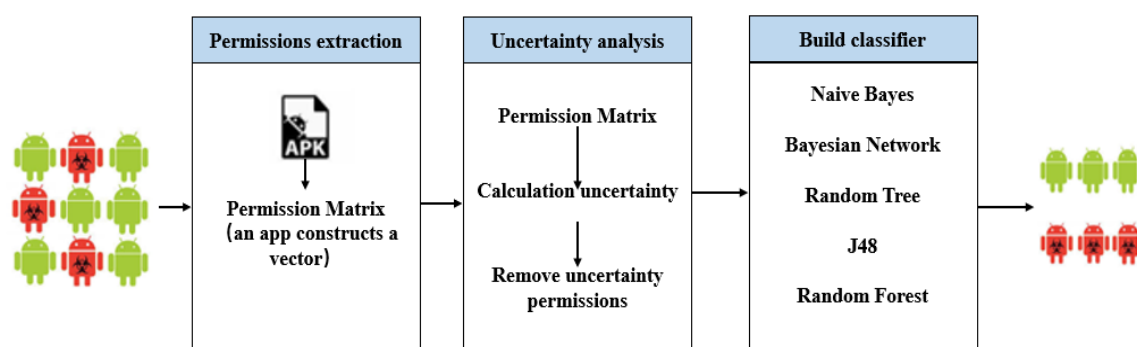 Permissions extraction
APK
Permission Matrix
(an app constructs a
vector)
Uncertainty analysis
Permission Matrix
Calculation uncertainty
Remove uncertainty
permissions
Build classifier
Naive Bayes
Bayesian Network
Random Tree
J48
Random Forest